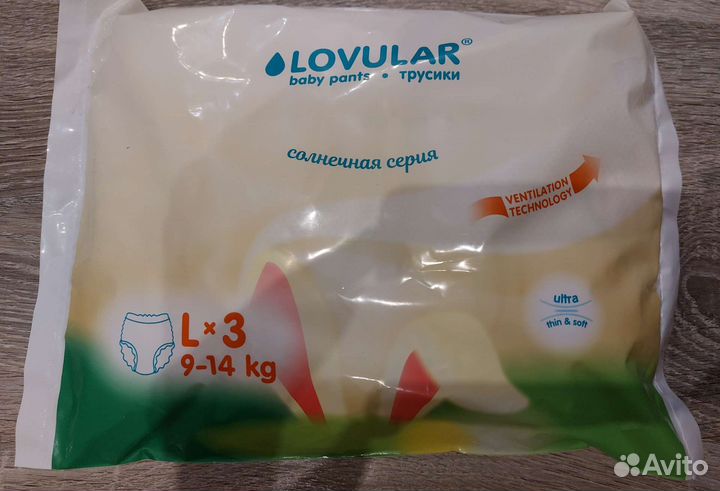 LOVULAR®
baby pants • трусики
солнечная серия
VENTILATION
TECHNOLOGY
ultra
thin & soft
L×3
9-14 kg
Avito